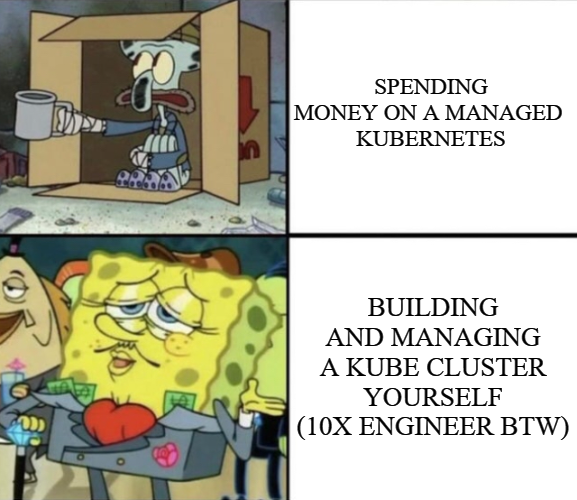 SPENDING
MONEY ON A MANAGED
KUBERNETES
BUILDING
AND MANAGING
A KUBE CLUSTER
YOURSELF
(10X ENGINEER BTW)